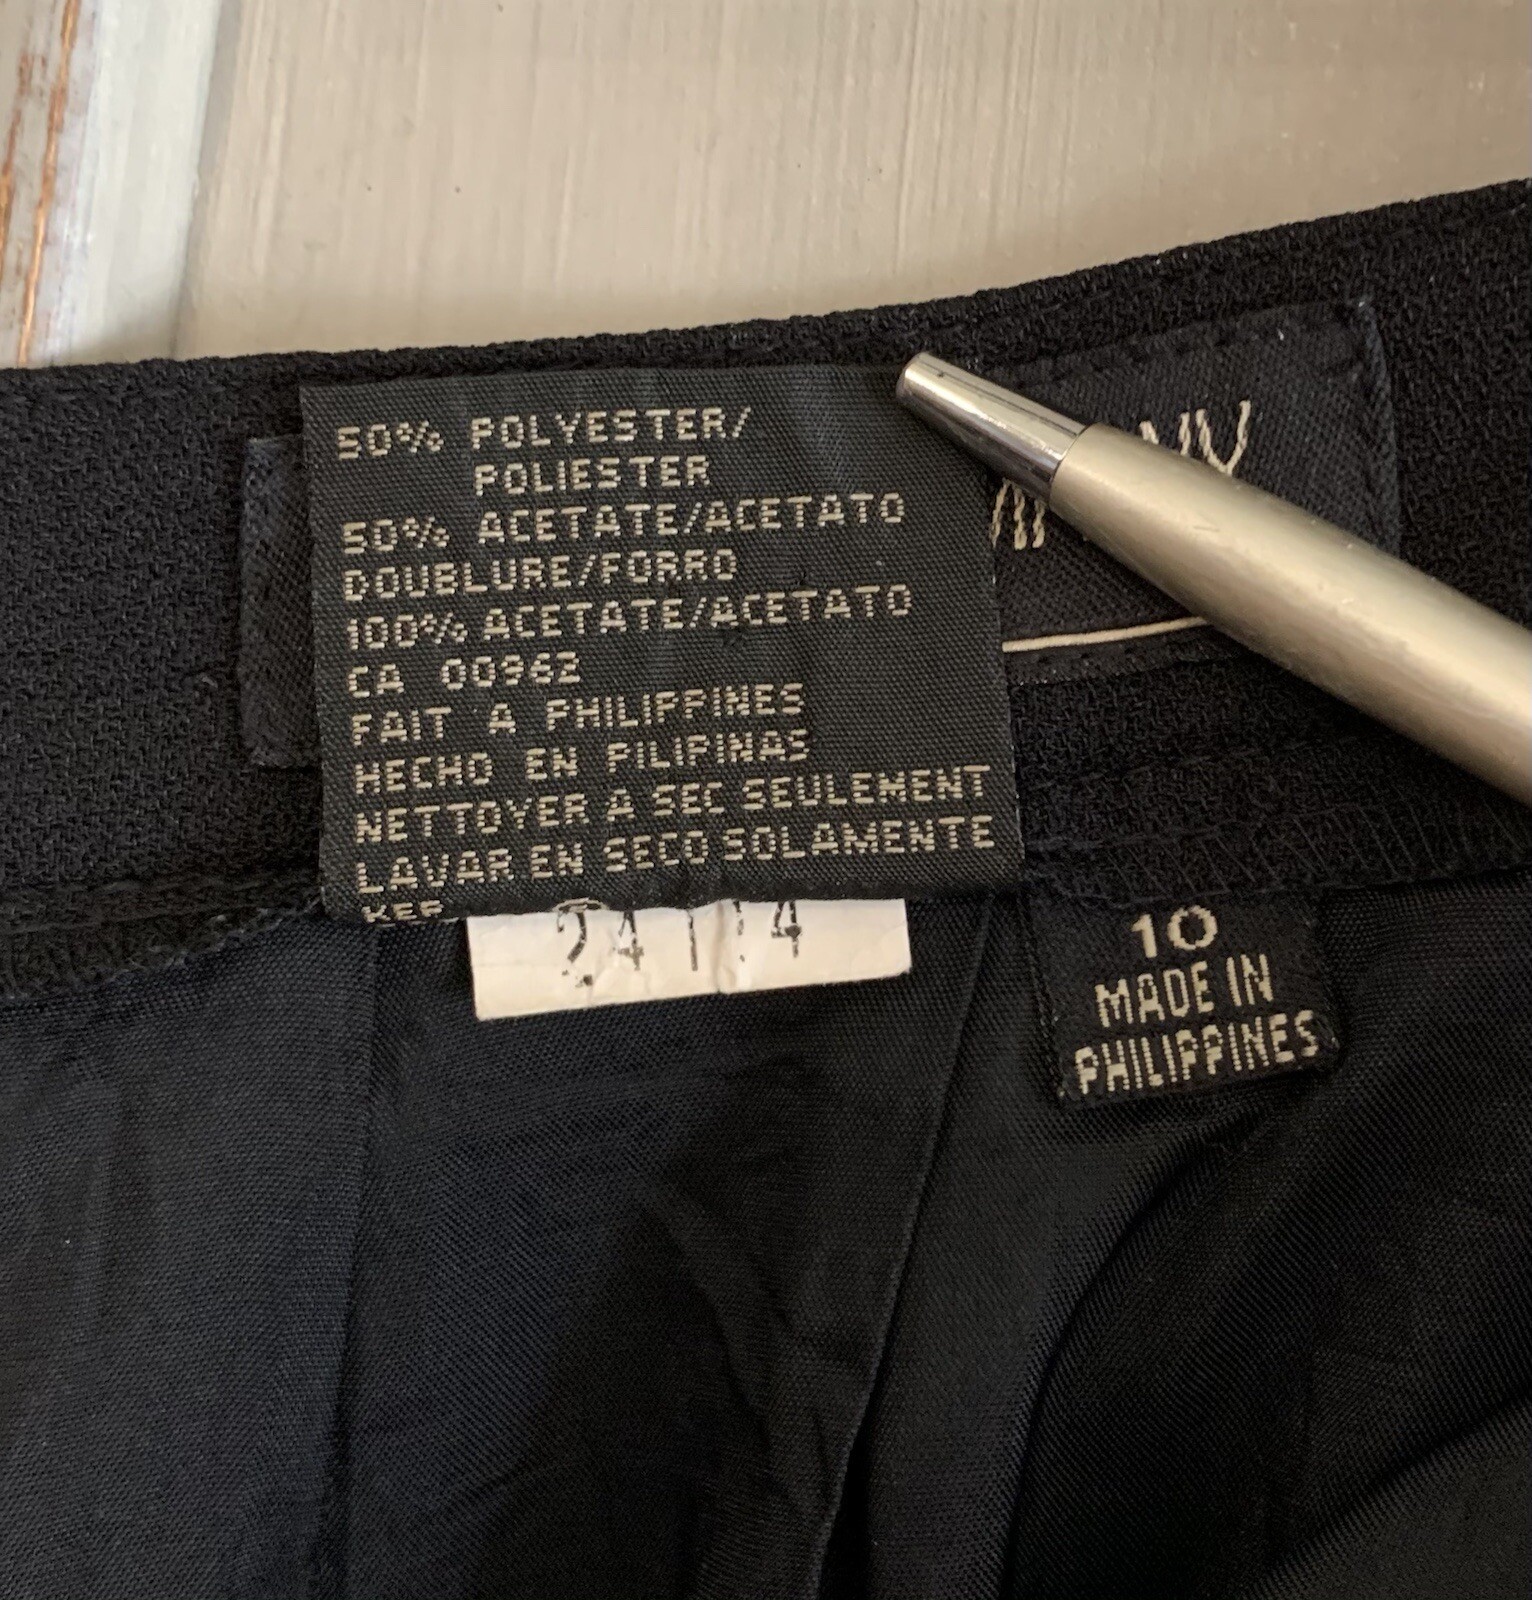 50% POLYESTER/
POLIESTER
50% ACETATE/ACETATO
DOUBLURE/FORRO
100% ACETATE/ACETATO
CA 00962
FAIT A PHILIPPINES
HECHO EN PILIPINAS
NETTOYER A SEC SEULEMENT
LAVAR EN SECO SOLAMENTE
10
MADE IN
PHILIPPINES